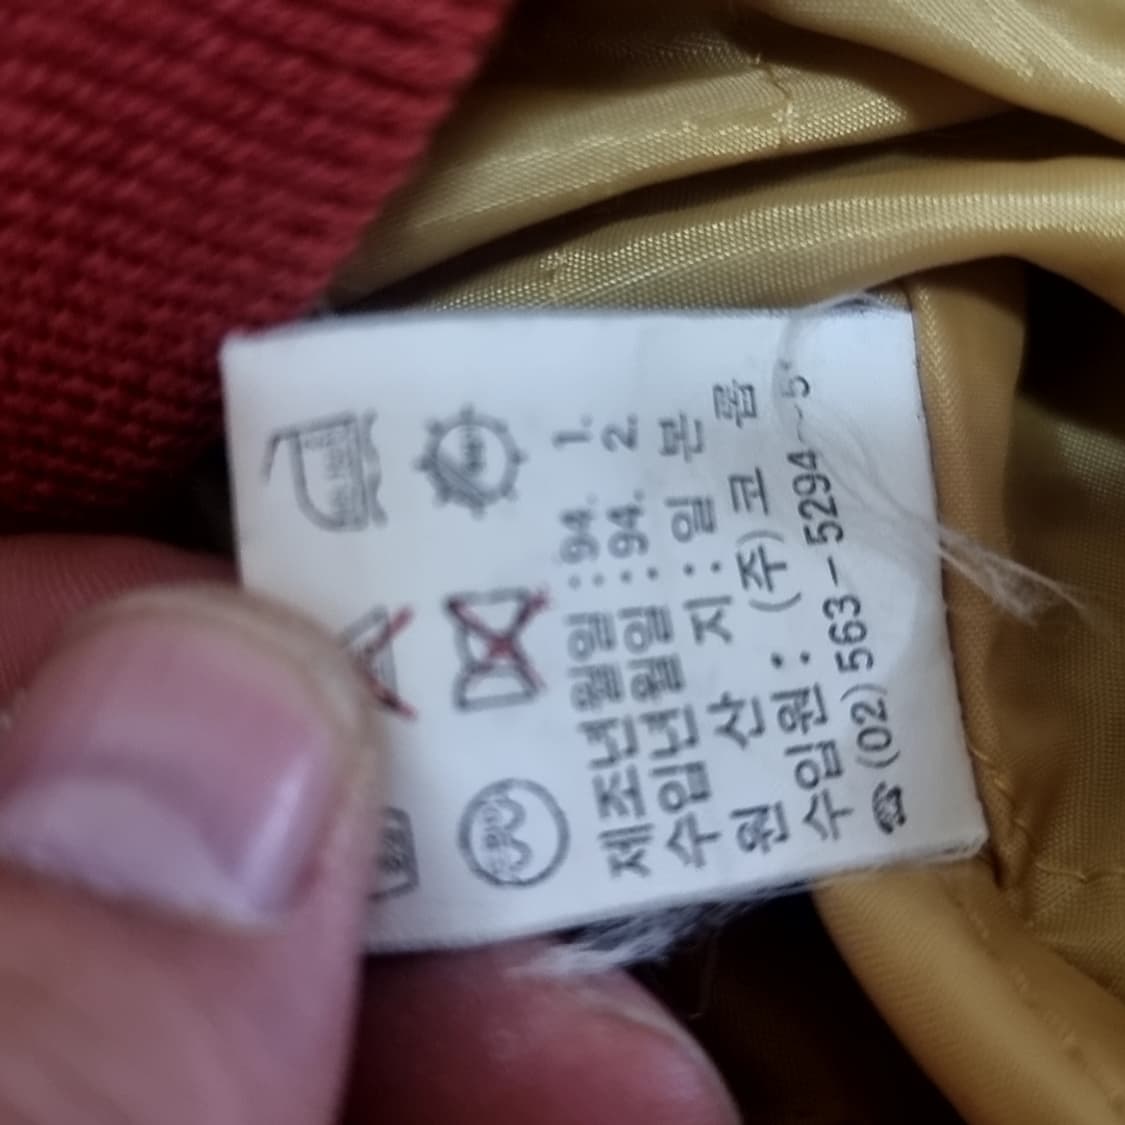 제조년월일 : 94. 1.
수입년월일 : 94. 2.
원 산 지 : 일 본
수입원 : (주) 코 롬
☎ (02) 563-5294~5